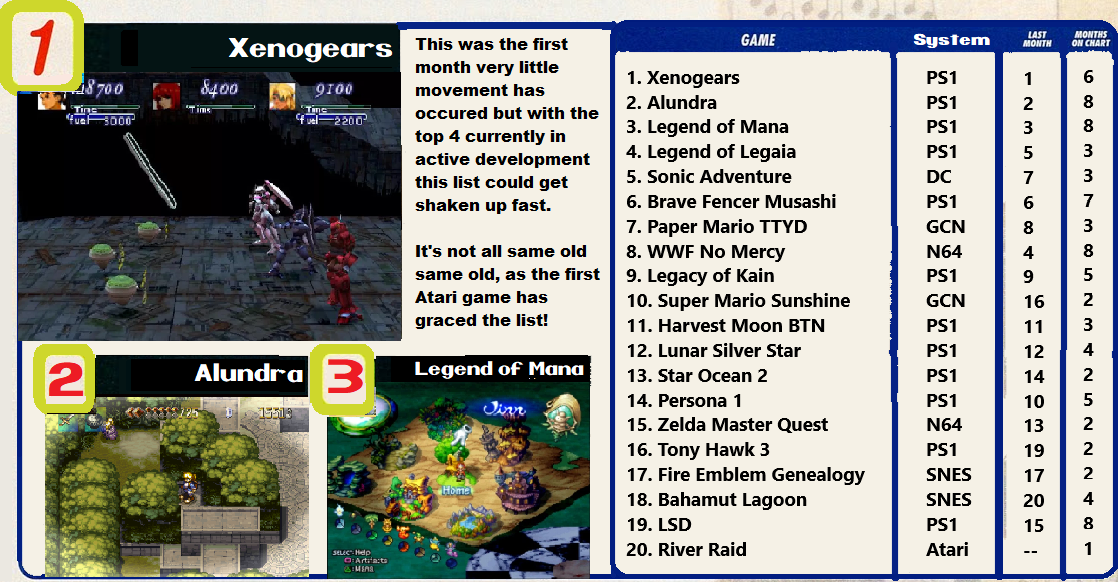 1
Xenogears
8700
8400
9100
Time
Time
Time
fuel 3000
fuel 2200
This was the first
month very little
movement has
occured but with the
top 4 currently in
active development
this list could get
shaken up fast.
It's not all same old
same old, as the first
Atari game has
graced the list!
2
Alundra
3
Legend of Mana
Jinn
Home
SELECT:Help
:Artifacts
:MENU
GAME System LAST MONTH MONTHS ON CHART
1. Xenogears PS1 1 6
2. Alundra PS1 2 8
3. Legend of Mana PS1 3 8
4. Legend of Legaia PS1 5 3
5. Sonic Adventure DC 7 3
6. Brave Fencer Musashi PS1 6 7
7. Paper Mario TTYD GCN 8 3
8. WWF No Mercy N64 4 8
9. Legacy of Kain PS1 9 5
10. Super Mario Sunshine GCN 16 2
11. Harvest Moon BTN PS1 11 3
12. Lunar Silver Star PS1 12 4
13. Star Ocean 2 PS1 14 2
14. Persona 1 PS1 10 5
15. Zelda Master Quest N64 13 2
16. Tony Hawk 3 PS1 19 2
17. Fire Emblem Genealogy SNES 17 2
18. Bahamut Lagoon SNES 20 4
19. LSD PS1 15 8
20. River Raid Atari -- 1